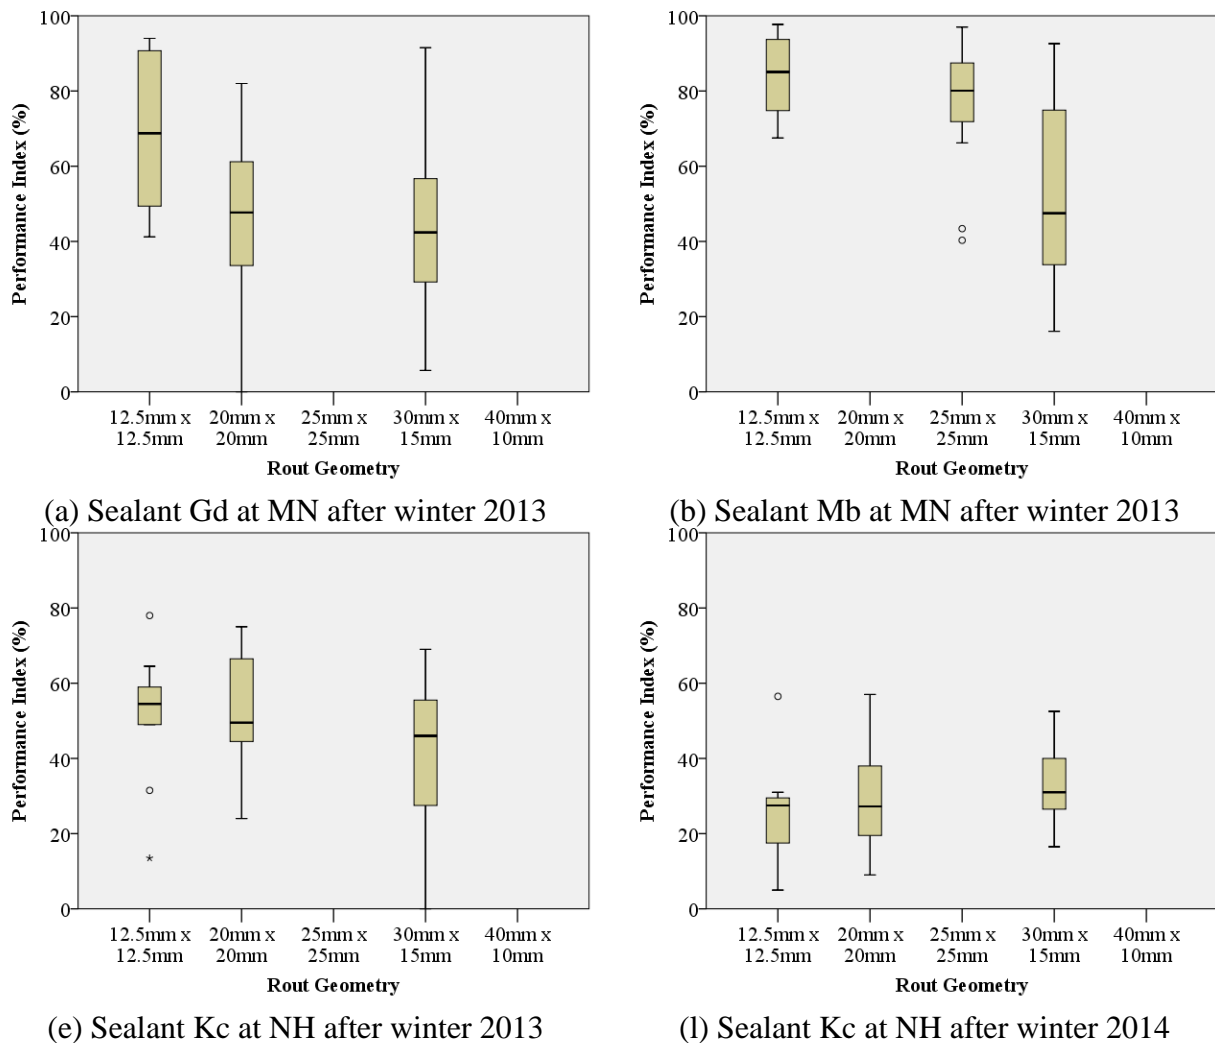 100
80
60
40
20
0
Performance Index (%)
12.5mm x 20mm x 25mm x 30mm x 40mm x
12.5mm 20mm 25mm 15mm 10mm
Rout Geometry
(a) Sealant Gd at MN after winter 2013
100
80
60
40
20
0
Performance Index (%)
12.5mm x 20mm x 25mm x 30mm x 40mm x
12.5mm 20mm 25mm 15mm 10mm
Rout Geometry
(b) Sealant Mb at MN after winter 2013
100
80
60
40
20
0
Performance Index (%)
12.5mm x 20mm x 25mm x 30mm x 40mm x
12.5mm 20mm 25mm 15mm 10mm
Rout Geometry
(e) Sealant Kc at NH after winter 2013
100
80
60
40
20
0
Performance Index (%)
12.5mm x 20mm x 25mm x 30mm x 40mm x
12.5mm 20mm 25mm 15mm 10mm
Rout Geometry
(l) Sealant Kc at NH after winter 2014